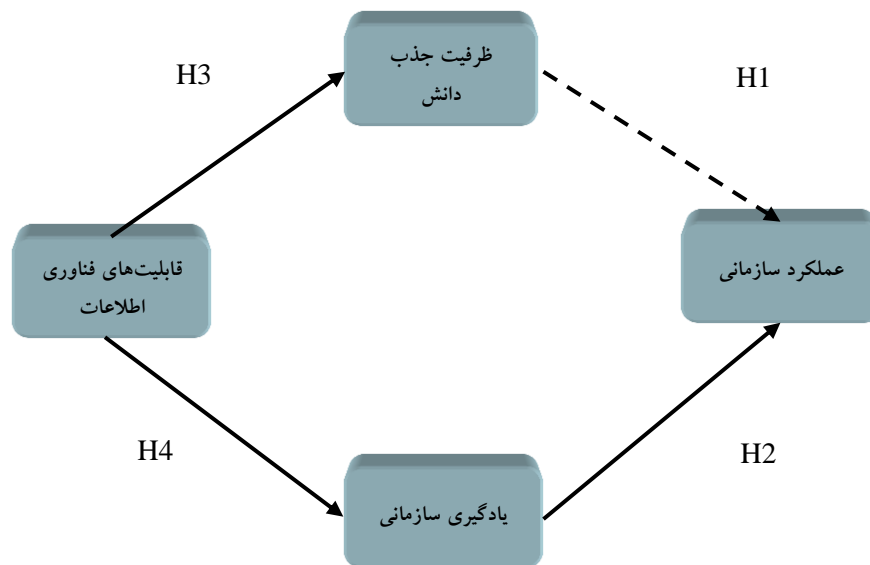 ظرفیت جذب
دانش
H3
H1
قابلیت‌های فناوری
اطلاعات
عملکرد سازمانی
H4
H2
یادگیری سازمانی